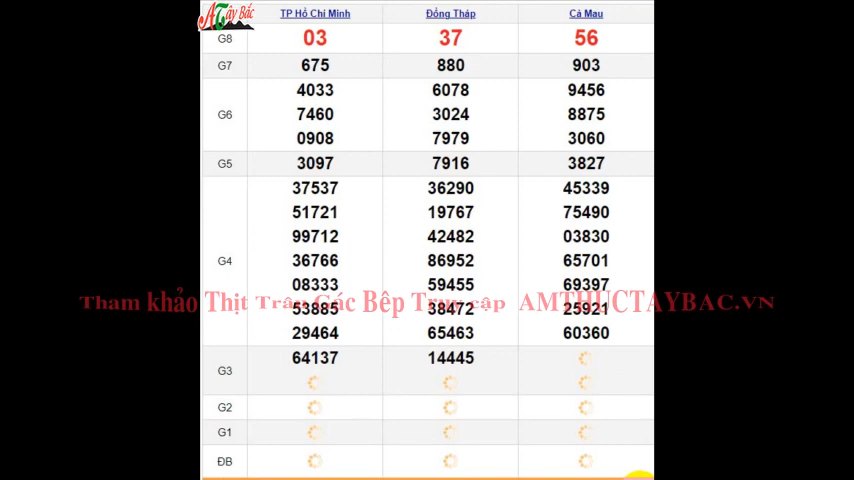 ATây Bắc
TP Hồ Chí Minh Đồng Tháp Cà Mau
G8 03 37 56
G7 675 880 903
4033 6078 9456
G6 7460 3024 8875
0908 7979 3060
G5 3097 7916 3827
37537 36290 45339
51721 19767 75490
99712 42482 03830
G4 36766 86952 65701
08333 59455 69397
Tham khảo Thịt Trâu Gác Bếp Truy cập AMTHUCTAYBAC.VN
53885 38472 25921
29464 65463 60360
64137 14445
G3
G2
G1
ĐB